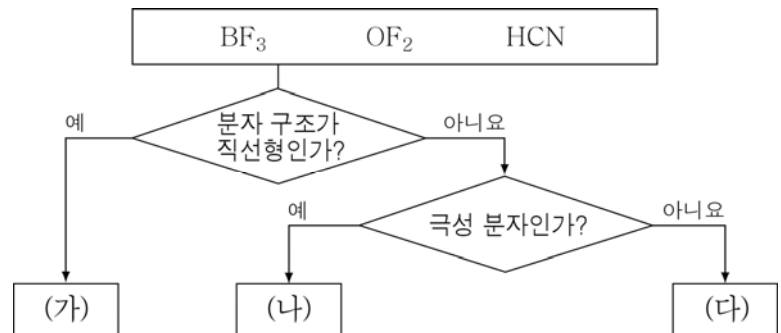 BF₃ OF₂ HCN
분자 구조가
직선형인가?
예
아니요
극성 분자인가?
예
아니요
(가)
(나)
(다)